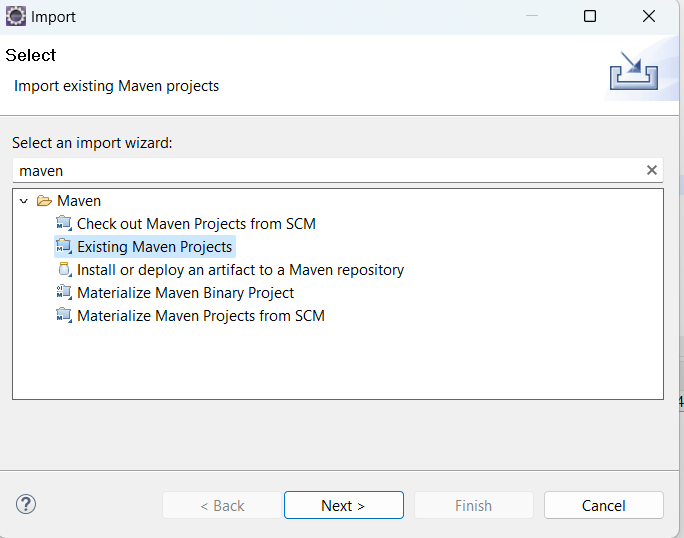 Import
Select
Import existing Maven projects
Select an import wizard:
maven
Maven
Check out Maven Projects from SCM
Existing Maven Projects
Install or deploy an artifact to a Maven repository
Materialize Maven Binary Project
Materialize Maven Projects from SCM
4
? < Back Next > Finish Cancel